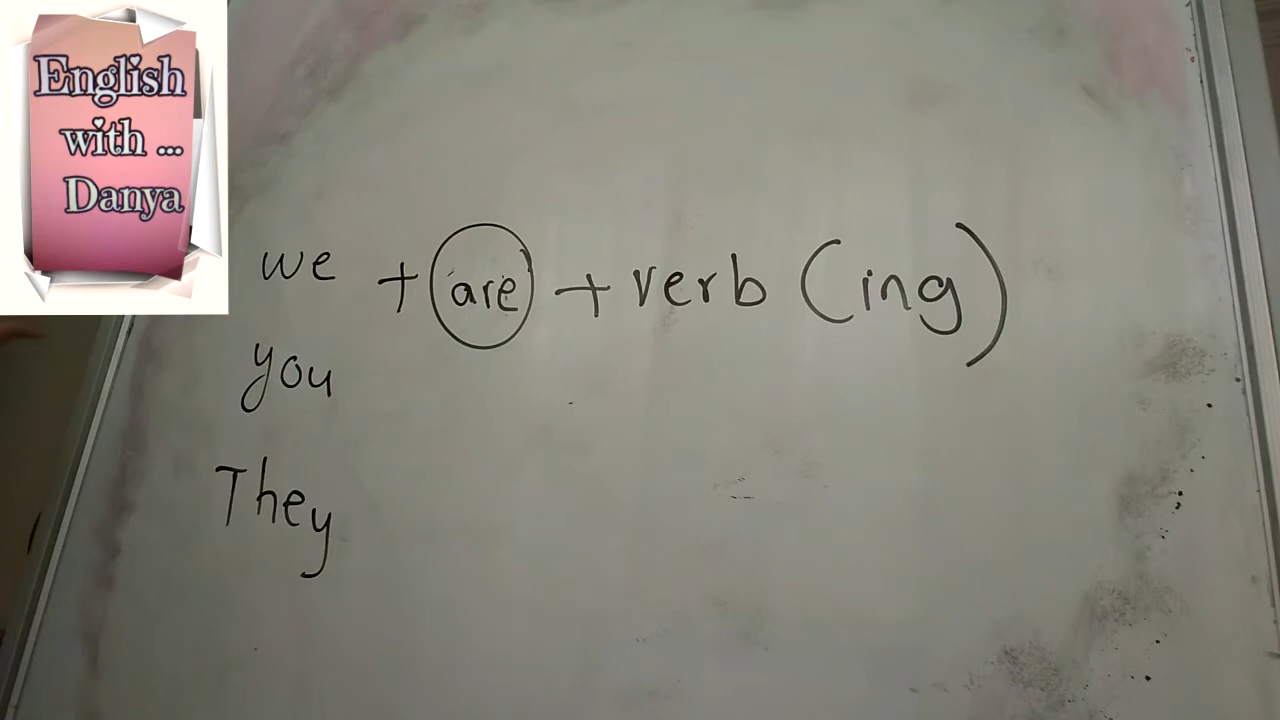 English
with ...
Danya
we + are + verb (ing)
you
They